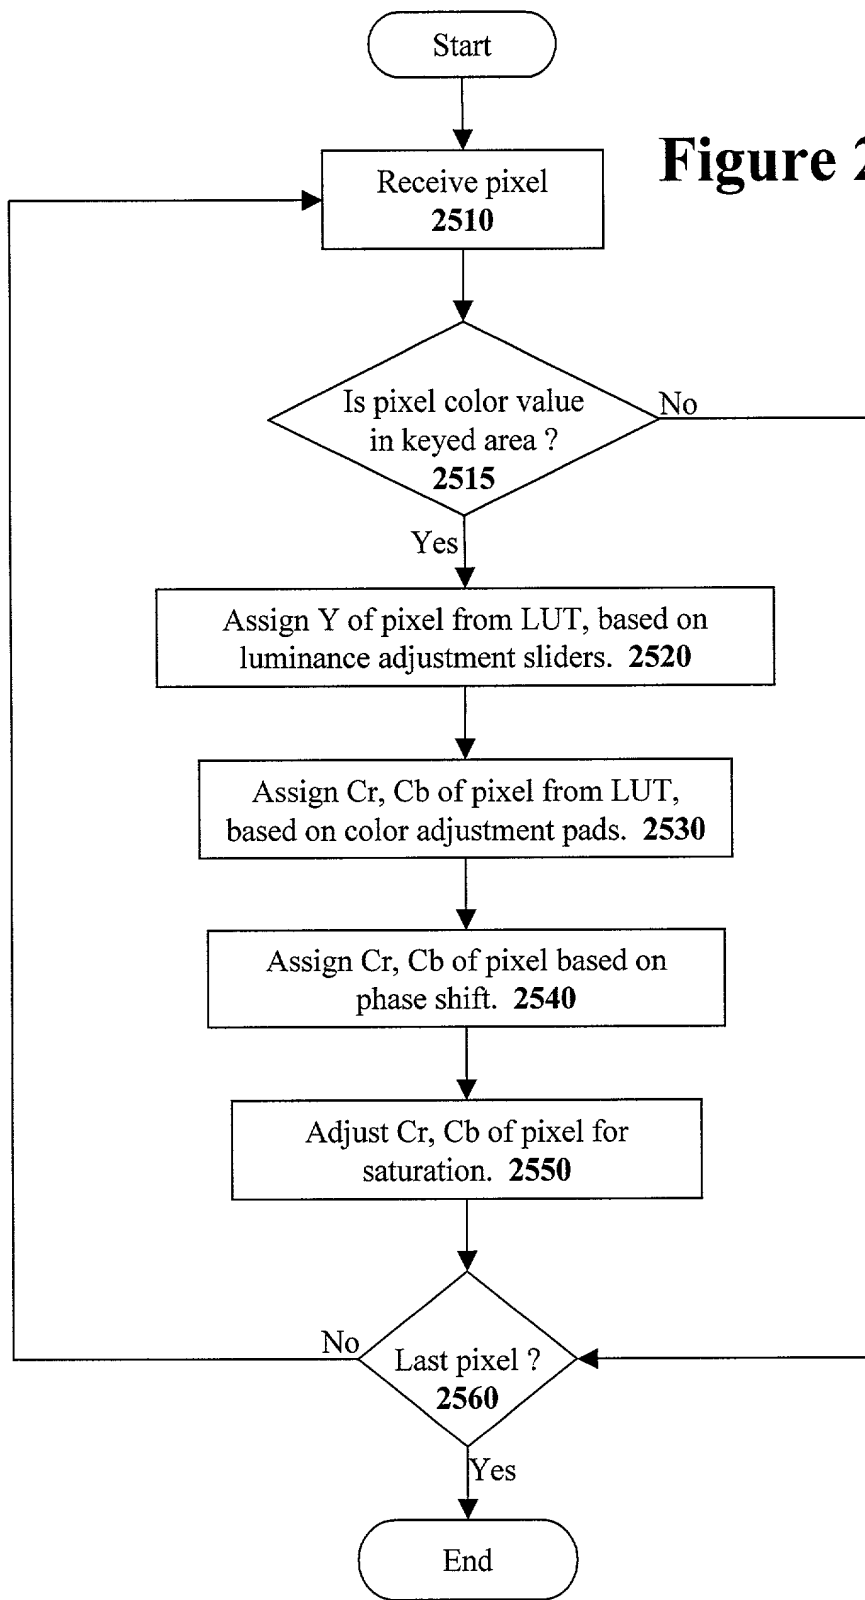 Start
Figure 2
Receive pixel
2510
Is pixel color value
in keyed area ?
2515
No
Yes
Assign Y of pixel from LUT, based on
luminance adjustment sliders. 2520
Assign Cr, Cb of pixel from LUT,
based on color adjustment pads. 2530
Assign Cr, Cb of pixel based on
phase shift. 2540
Adjust Cr, Cb of pixel for
saturation. 2550
No
Last pixel ?
2560
Yes
End